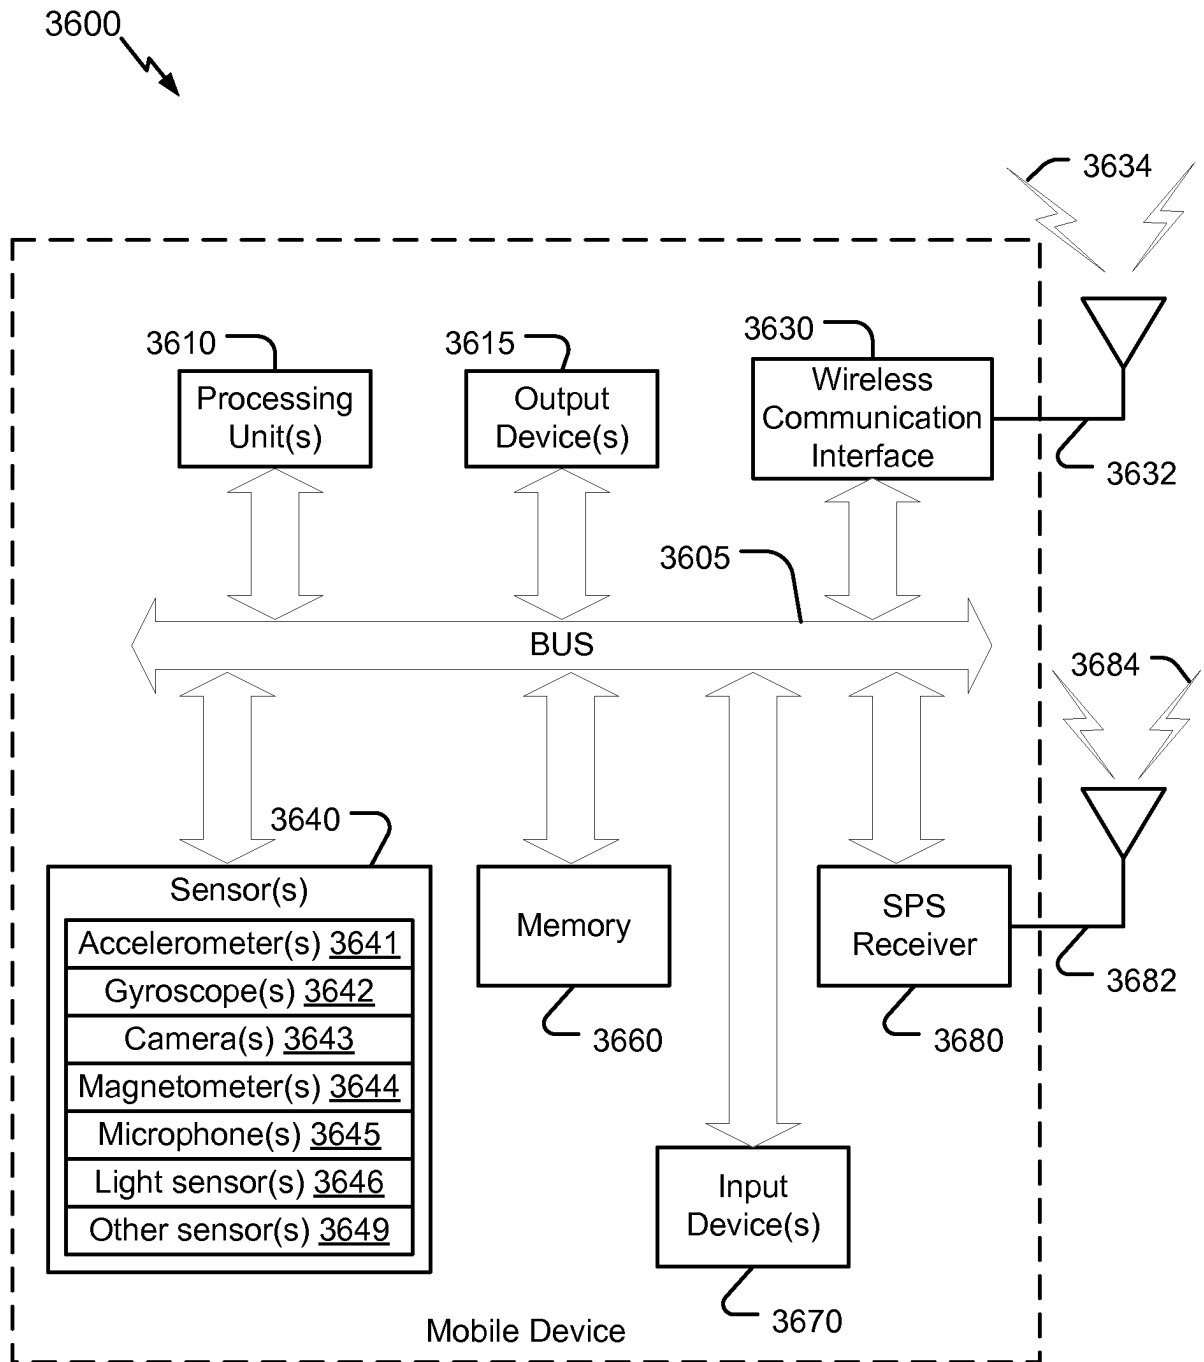 3600
3634
3610
3615
3630
Processing
Unit(s)
Output
Device(s)
Wireless
Communication
Interface
3632
3605
BUS
3684
3640
Sensor(s)
Accelerometer(s) 3641
Gyroscope(s) 3642
Camera(s) 3643
Magnetometer(s) 3644
Microphone(s) 3645
Light sensor(s) 3646
Other sensor(s) 3649
Memory
3660
SPS
Receiver
3682
3680
Input
Device(s)
3670
Mobile Device